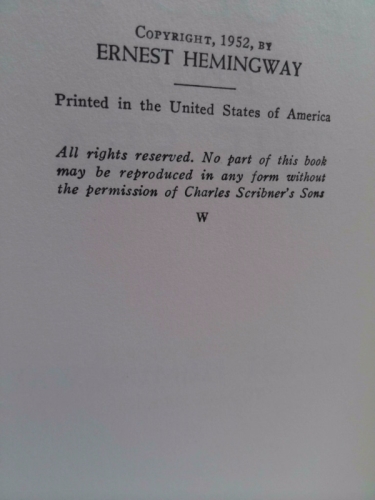 COPYRIGHT, 1952, BY
ERNEST HEMINGWAY
Printed in the United States of America
All rights reserved. No part of this book
may be reproduced in any form without
the permission of Charles Scribner's Sons
W